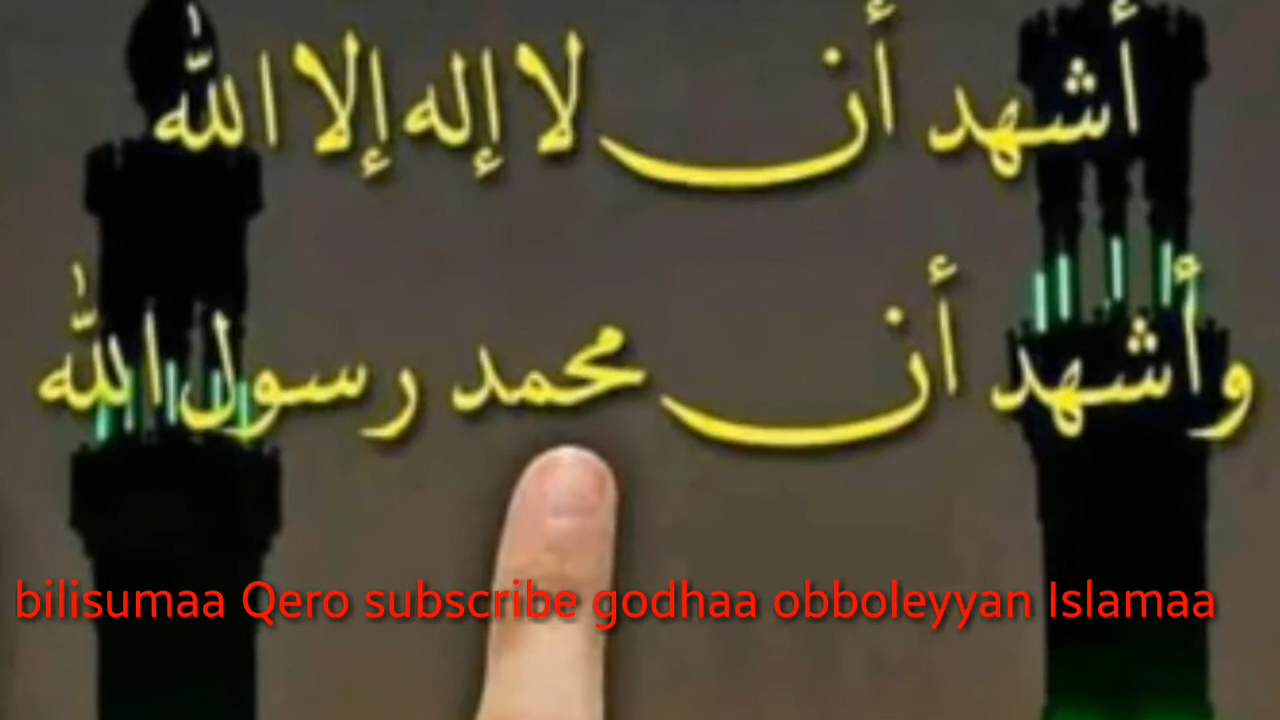 أشهد أن لا إله إلا الله
وأشهد أن محمد رسول الله
bilisumaa Qero subscribe godhaa obboleyyan Islamaa